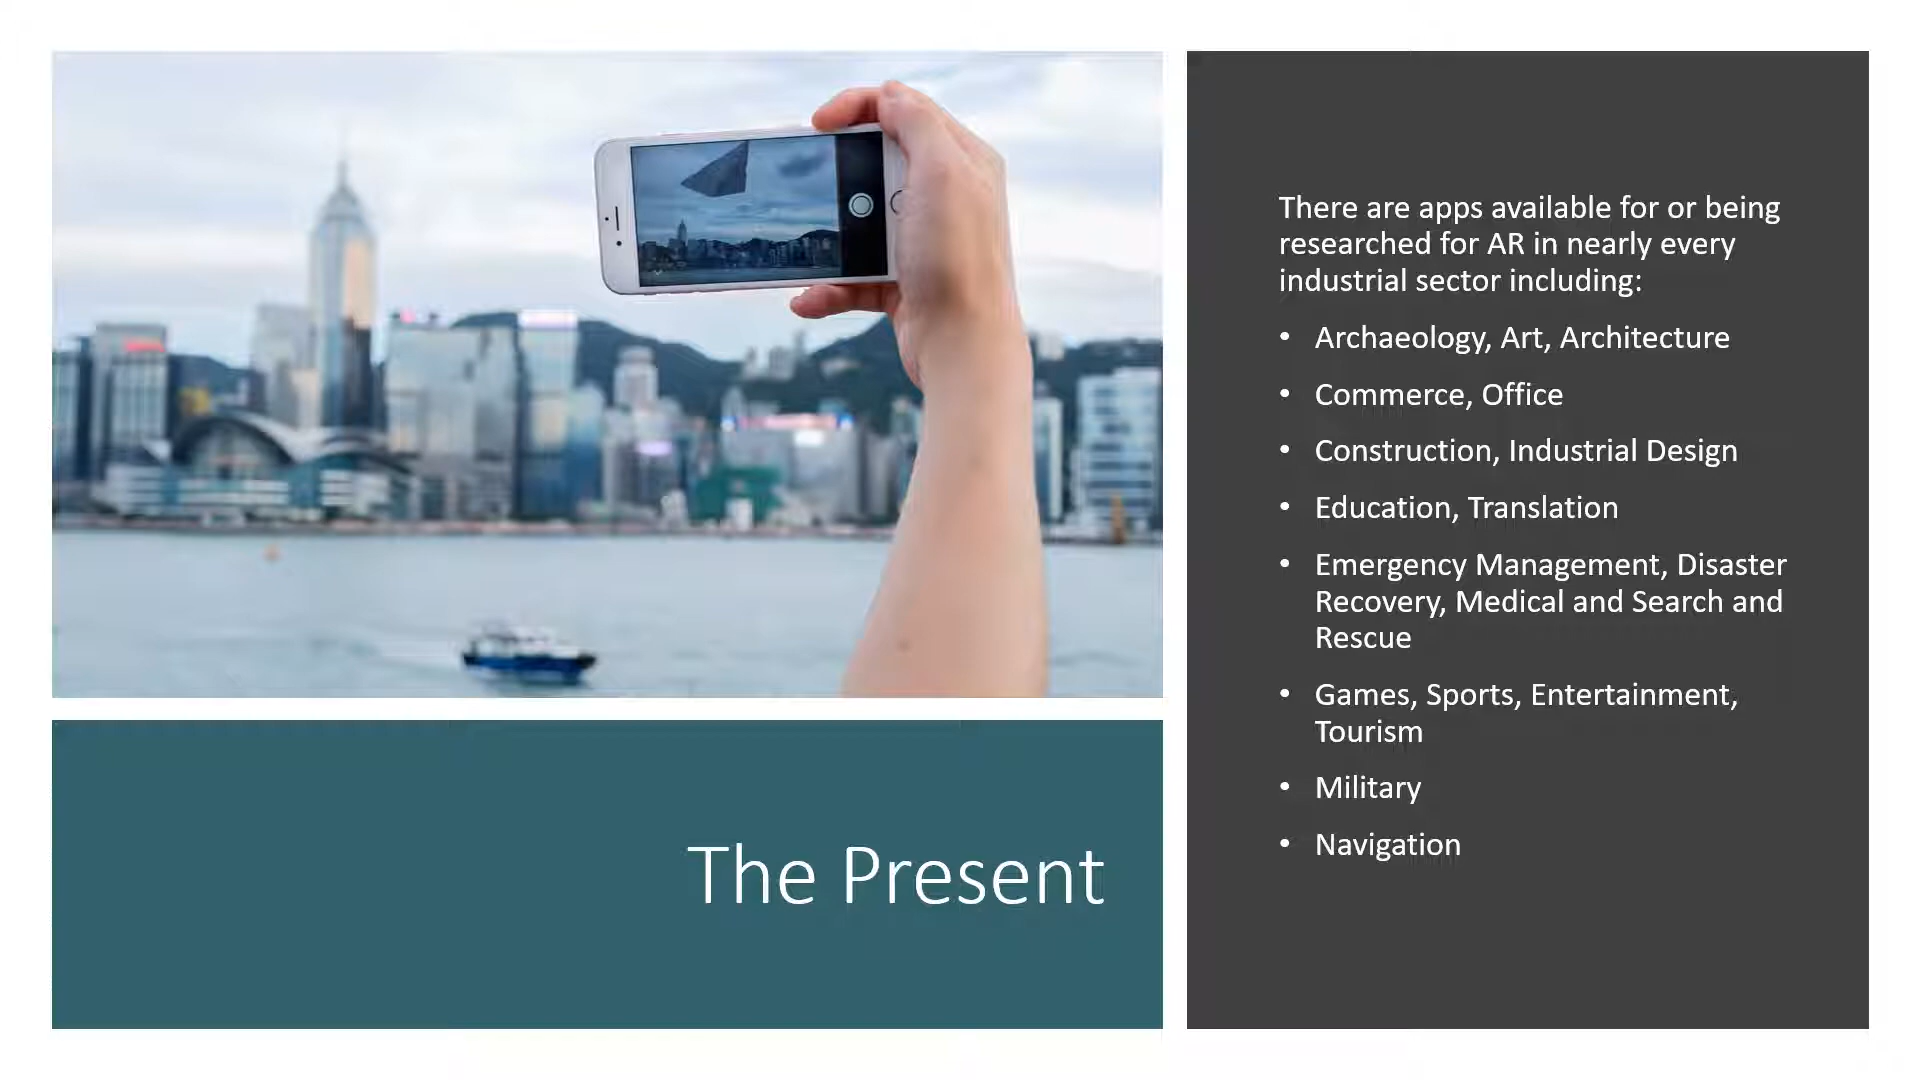 There are apps available for or being
researched for AR in nearly every
industrial sector including:
• Archaeology, Art, Architecture
• Commerce, Office
• Construction, Industrial Design
• Education, Translation
• Emergency Management, Disaster
Recovery, Medical and Search and
Rescue
• Games, Sports, Entertainment,
Tourism
• Military
• Navigation
The Present